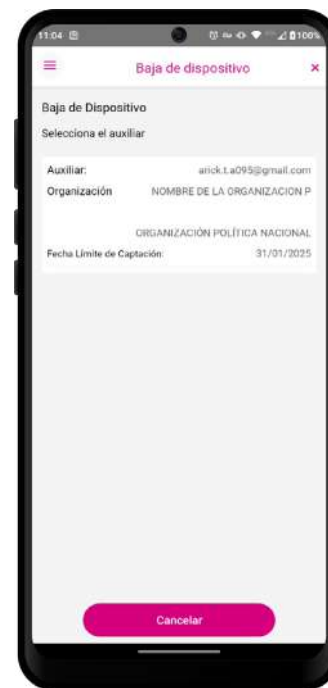 11:04 100%
Baja de dispositivo ×
Baja de Dispositivo
Selecciona el auxiliar
Auxiliar: arick.t.a095@gmail.com
Organización NOMBRE DE LA ORGANIZACION P
ORGANIZACIÓN POLÍTICA NACIONAL
Fecha Límite de Captación: 31/01/2025
Cancelar